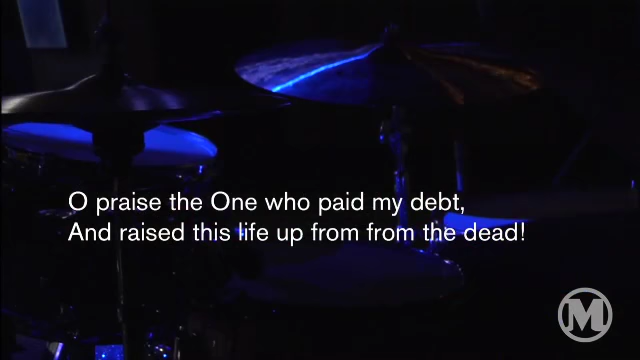 O praise the One who paid my debt,
And raised this life up from from the dead!
M